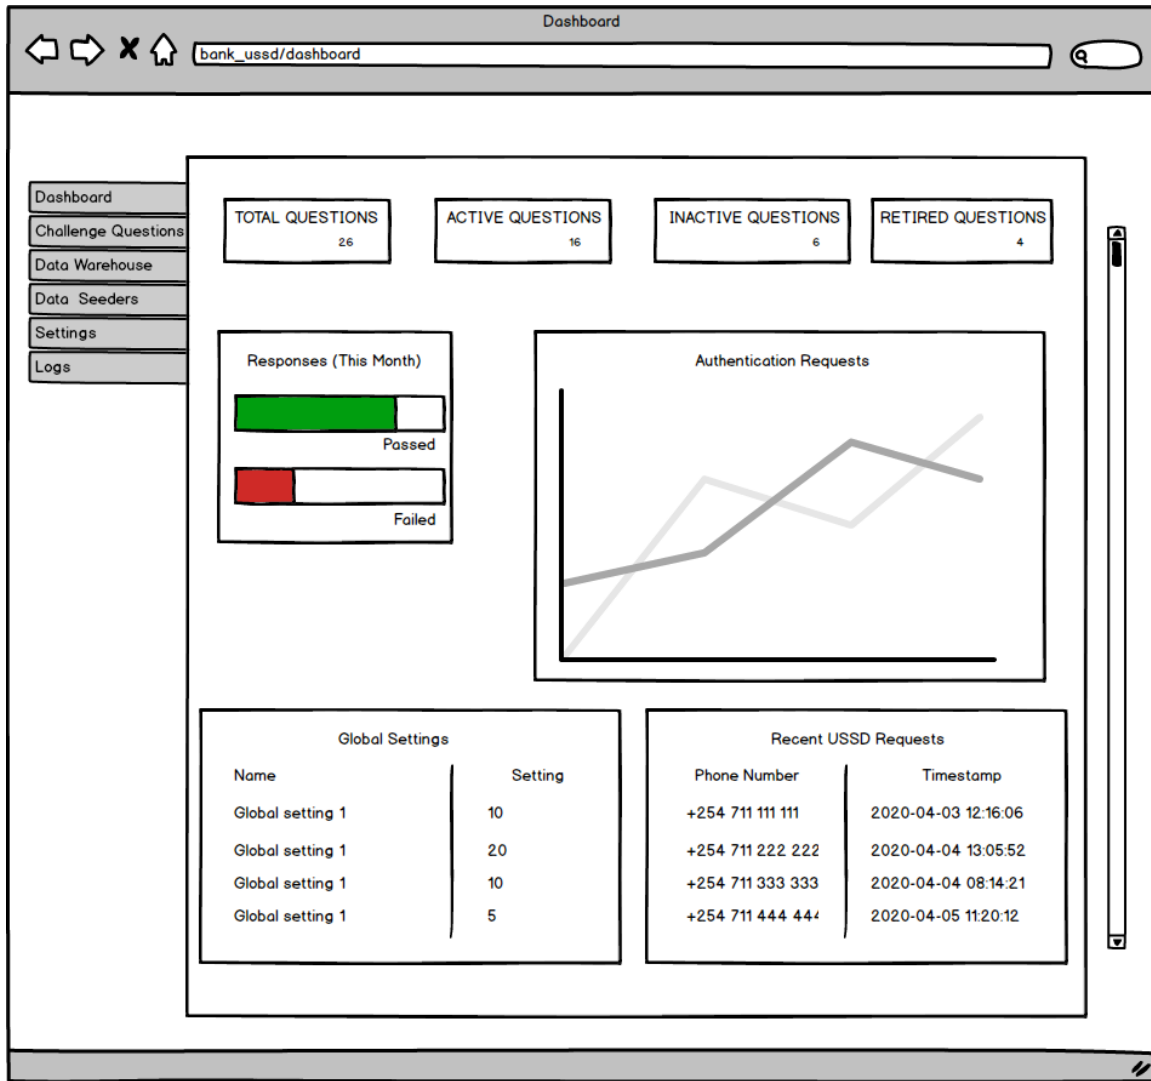 Dashboard
bank_ussd/dashboard
Dashboard
Challenge Questions
Data Warehouse
Data Seeders
Settings
Logs
TOTAL QUESTIONS
26
ACTIVE QUESTIONS
16
INACTIVE QUESTIONS
6
RETIRED QUESTIONS
4
Responses (This Month)
Passed
Failed
Authentication Requests
Global Settings
Name Setting
Global setting 1 10
Global setting 1 20
Global setting 1 10
Global setting 1 5
Recent USSD Requests
Phone Number Timestamp
+254 711 111 111 2020-04-03 12:16:06
+254 711 222 222 2020-04-04 13:05:52
+254 711 333 333 2020-04-04 08:14:21
+254 711 444 444 2020-04-05 11:20:12